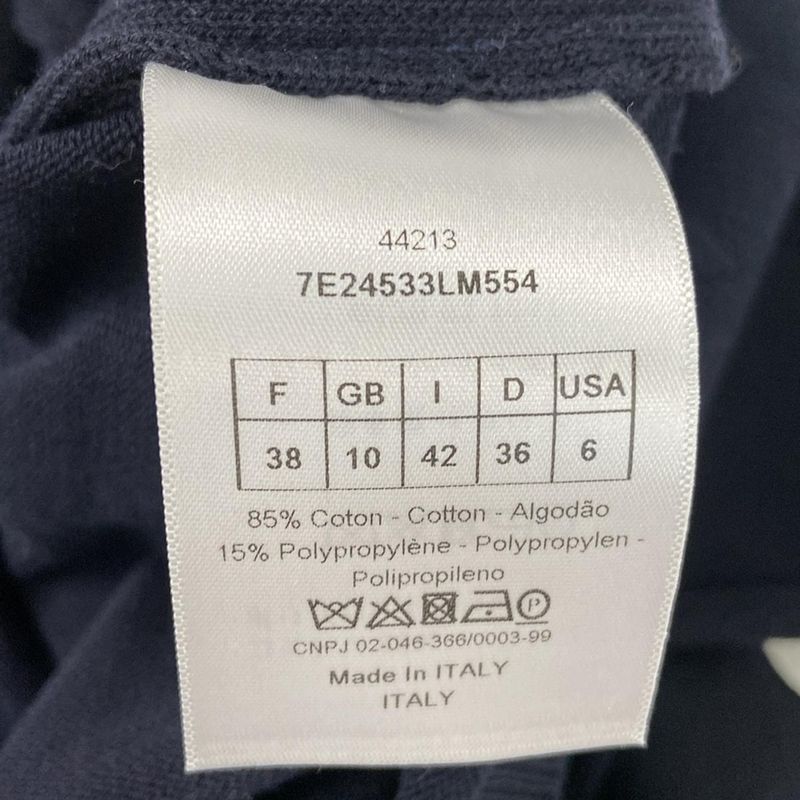 44213
7E24533LM554
F GB I D USA
38 10 42 36 6
85% Coton - Cotton - Algodão
15% Polypropylène - Polypropylen -
Polipropileno
P
CNPJ 02-046-366/0003-99
Made In ITALY
ITALY